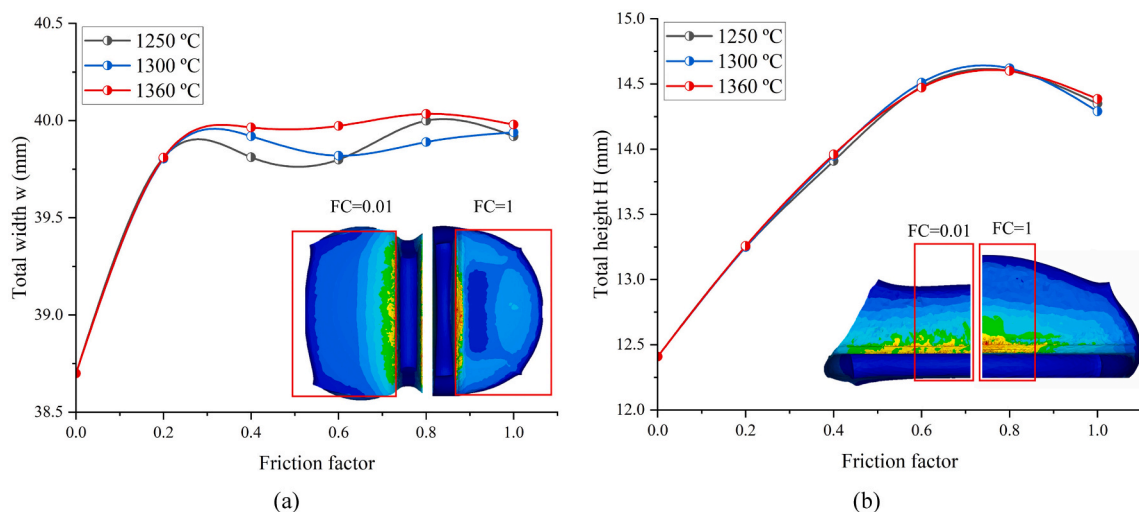 40.5
40.0
39.5
39.0
38.5
Total width w (mm)
1250 ºC
1300 ºC
1360 ºC
FC=0.01
FC=1
0.0
0.2
0.4
0.6
0.8
1.0
Friction factor
(a)
15.0
14.5
14.0
13.5
13.0
12.5
12.0
Total height H (mm)
1250 ºC
1300 ºC
1360 ºC
FC=0.01
FC=1
0.0
0.2
0.4
0.6
0.8
1.0
Friction factor
(b)